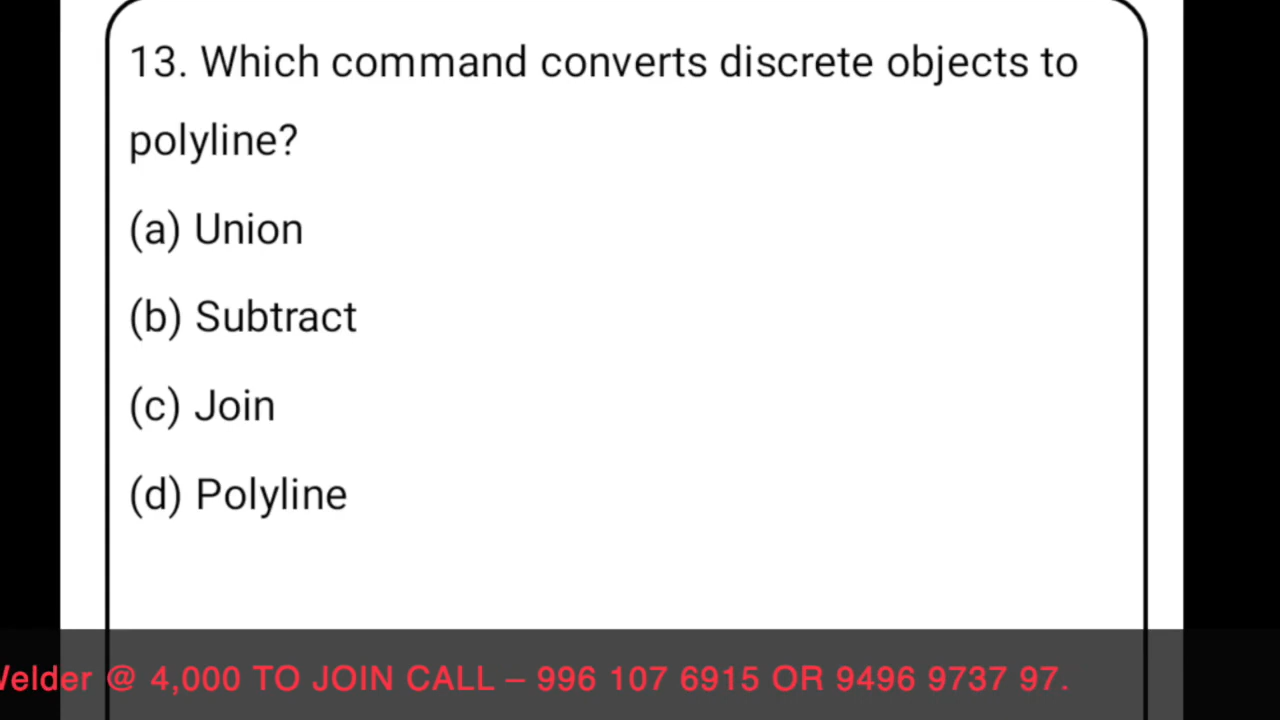 13. Which command converts discrete objects to
polyline?
(a) Union
(b) Subtract
(c) Join
(d) Polyline
Welder @ 4,000 TO JOIN CALL – 996 107 6915 OR 9496 9737 97.